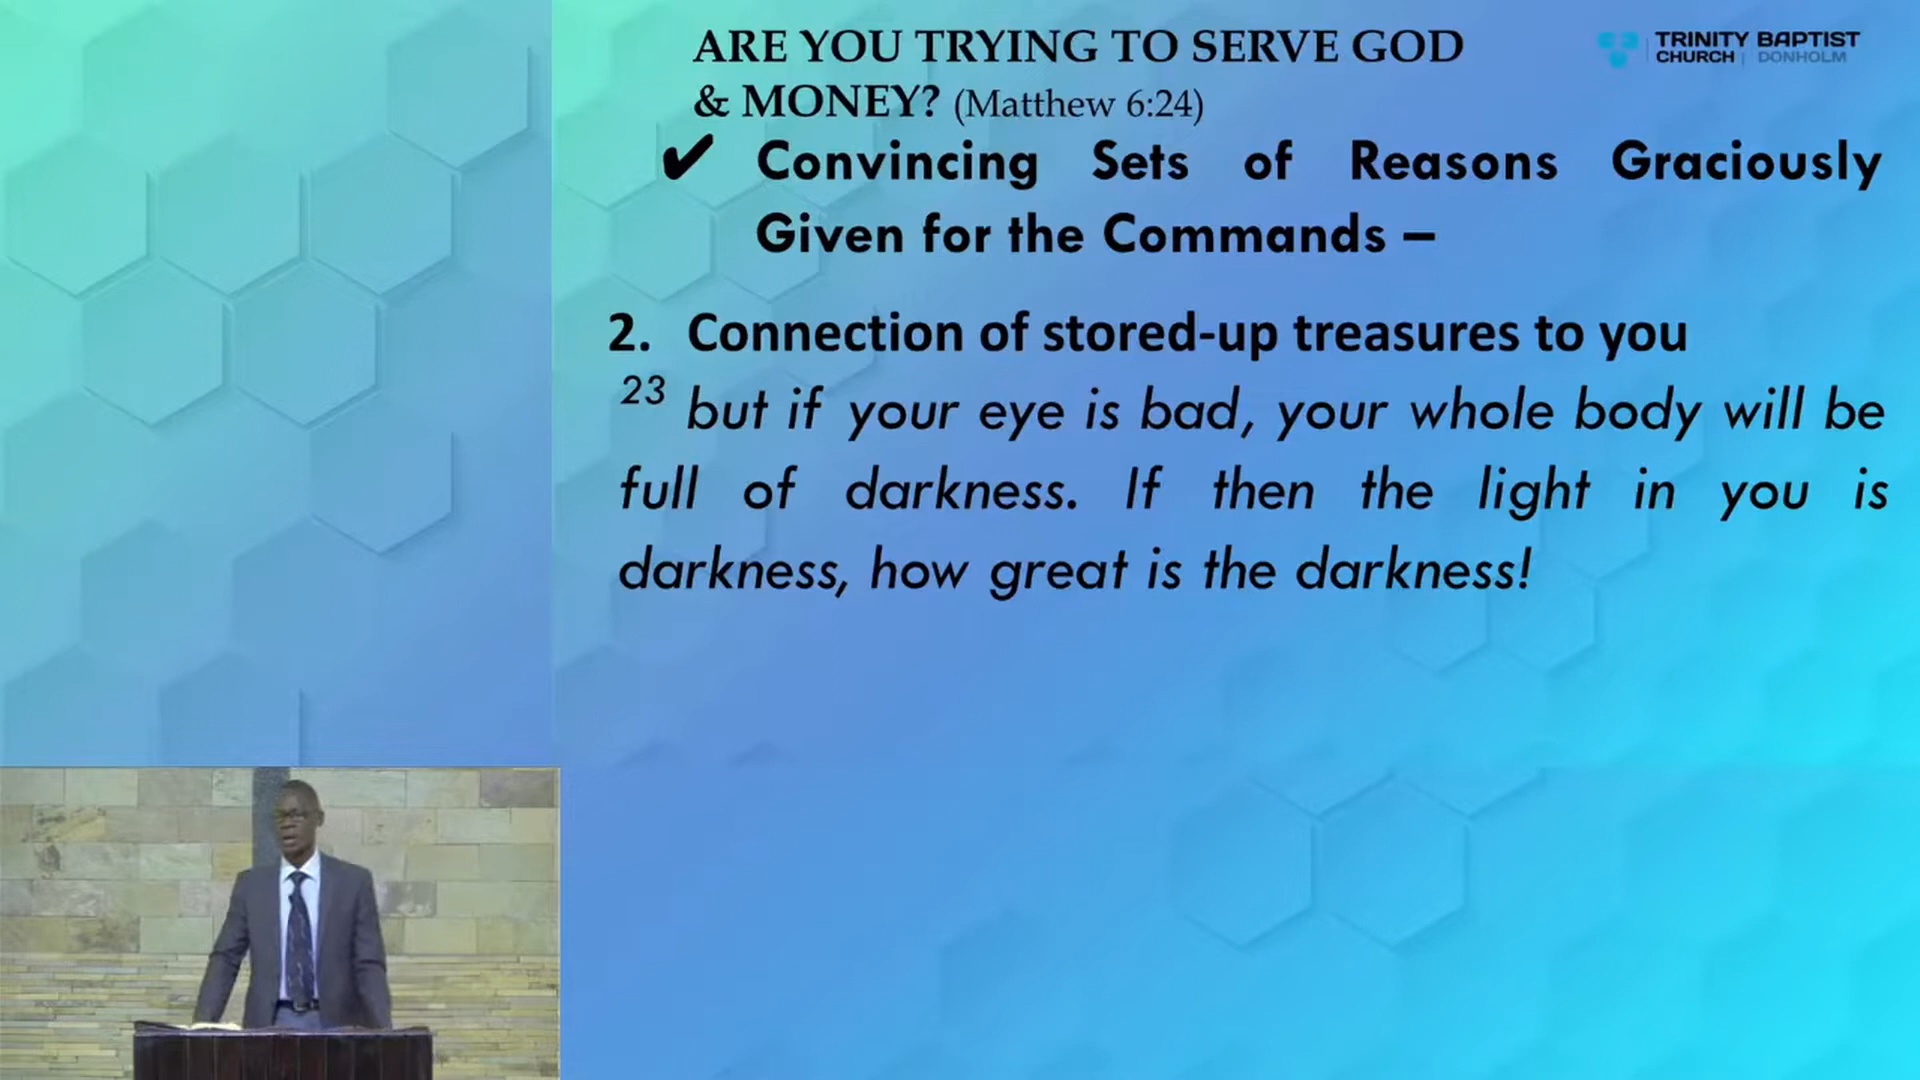 ARE YOU TRYING TO SERVE GOD
& MONEY? (Matthew 6:24)
TRINITY BAPTIST
CHURCH | DONHOLM
✔ Convincing Sets of Reasons Graciously
Given for the Commands –
2. Connection of stored-up treasures to you
23 but if your eye is bad, your whole body will be
full of darkness. If then the light in you is
darkness, how great is the darkness!